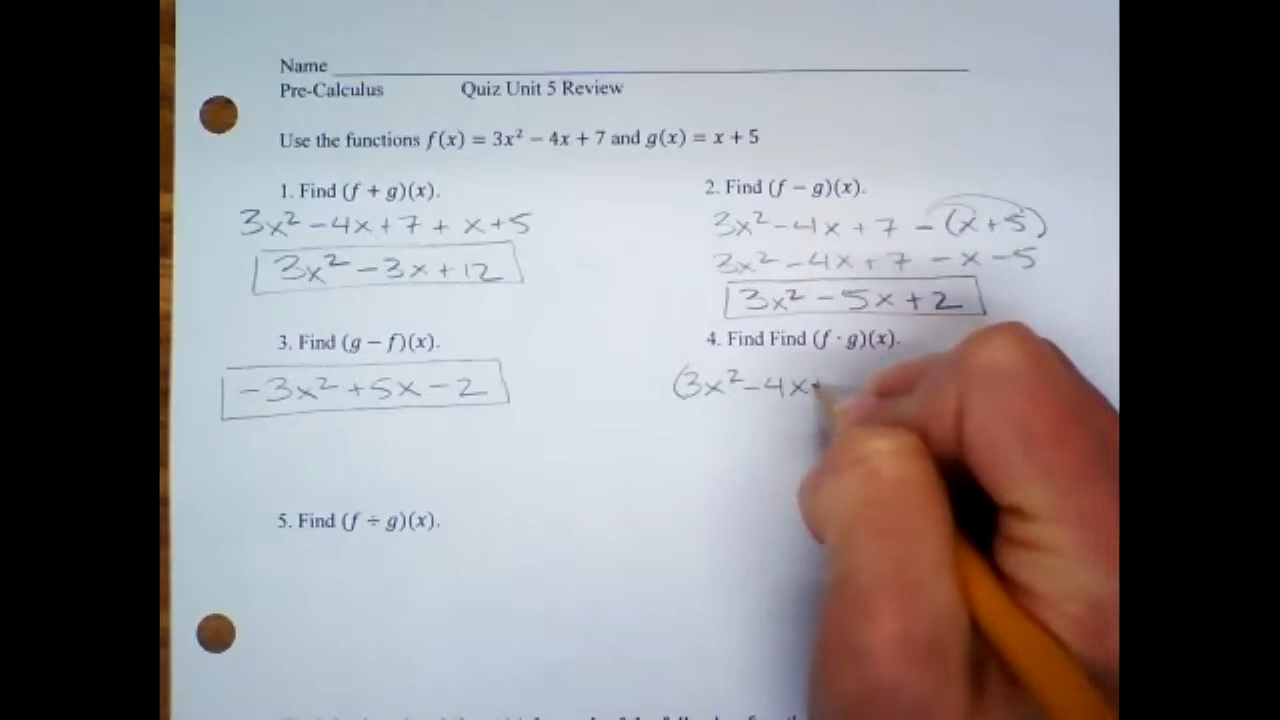 Name
Pre-Calculus Quiz Unit 5 Review
Use the functions f(x) = 3x² − 4x + 7 and g(x) = x + 5
1. Find (f + g)(x).
3x² − 4x + 7 + x + 5
3x² − 3x + 12
2. Find (f − g)(x).
3x² − 4x + 7 − (x + 5)
3x² − 4x + 7 − x − 5
3x² − 5x + 2
3. Find (g − f)(x).
−3x² + 5x − 2
4. Find Find (f · g)(x).
(3x² − 4x +
5. Find (f ÷ g)(x).